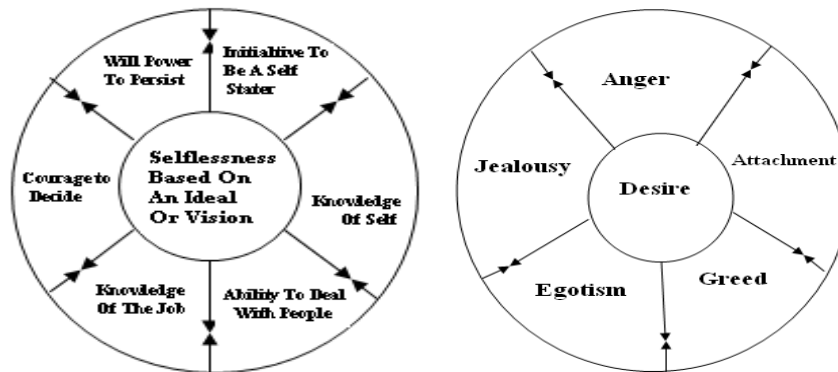 Will Power
To Persist
Initialtive To
Be A Self
Stater
Courage to
Decide
Selflessness
Based On
An Ideal
Or Vision
Knowledge
Of Self
Knowledge
Of The Job
Ability To Deal
With People
Anger
Jealousy
Attachment
Desire
Egotism
Greed